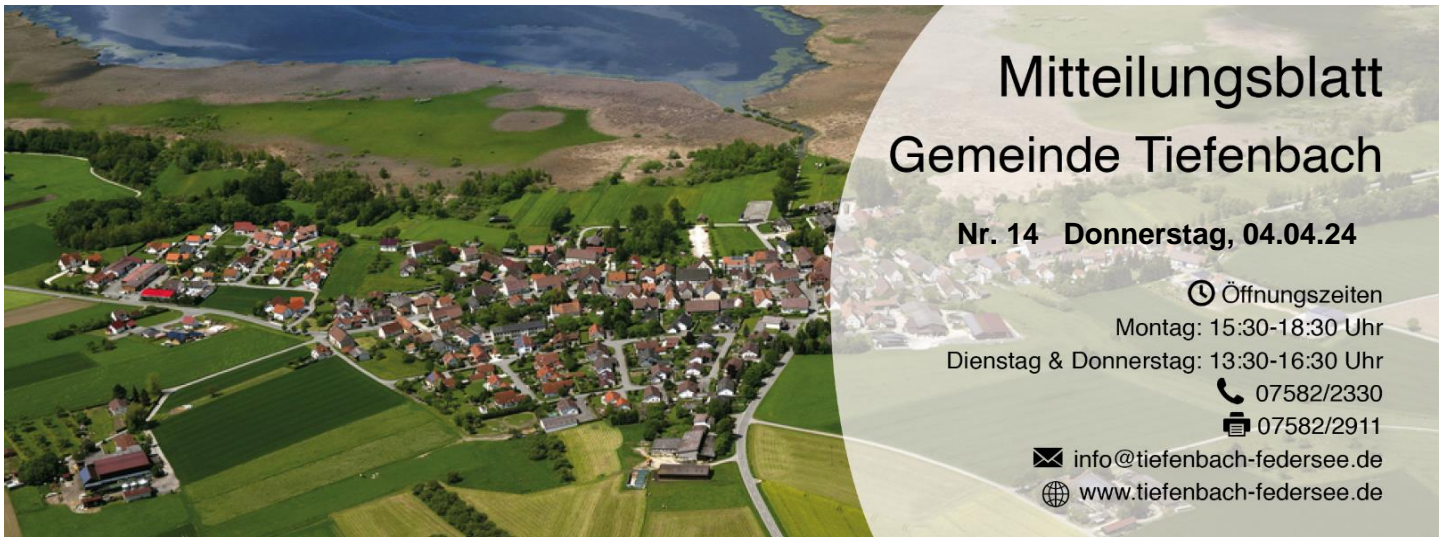 Mitteilungsblatt
Gemeinde Tiefenbach
Nr. 14 Donnerstag, 04.04.24
Öffnungszeiten
Montag: 15:30-18:30 Uhr
Dienstag & Donnerstag: 13:30-16:30 Uhr
07582/2330
07582/2911
info@tiefenbach-federsee.de
www.tiefenbach-federsee.de